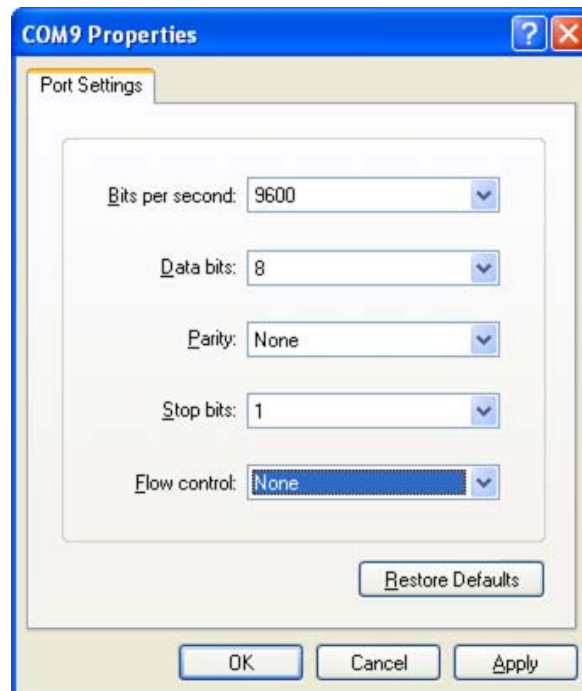 COM9 Properties
Port Settings
Bits per second: 9600
Data bits: 8
Parity: None
Stop bits: 1
Flow control: None
Restore Defaults
OK Cancel Apply